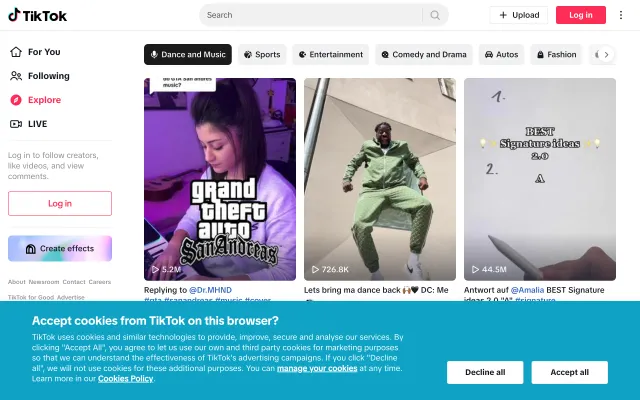 TikTok
Search
Upload
Log in
For You
Following
Explore
LIVE
Log in to follow creators,
like videos, and view
comments.
Log in
Create effects
About Newsroom Contact Careers
TikTok for Good Advertise
Dance and Music
Sports
Entertainment
Comedy and Drama
Autos
Fashion
music?
grand
theft
auto
San Andreas
5.2M
Replying to @Dr.MHND
#gta #sanandreas #music #cover
726.8K
Lets bring ma dance back 🙌🖤 DC: Me
1.
BEST
Signature ideas
2.0
2.
A
44.5M
Antwort auf @Amalia BEST Signature
ideas 2.0 "A" #signature
Accept cookies from TikTok on this browser?
TikTok uses cookies and similar technologies to provide, improve, secure and analyse our services. By
clicking "Accept All", you agree to let us use our own and third party cookies for marketing purposes
so that we can understand the effectiveness of TikTok's advertising campaigns. If you click "Decline
all", we will not use cookies for these additional purposes. You can manage your cookies at any time.
Learn more in our Cookies Policy.
Decline all
Accept all